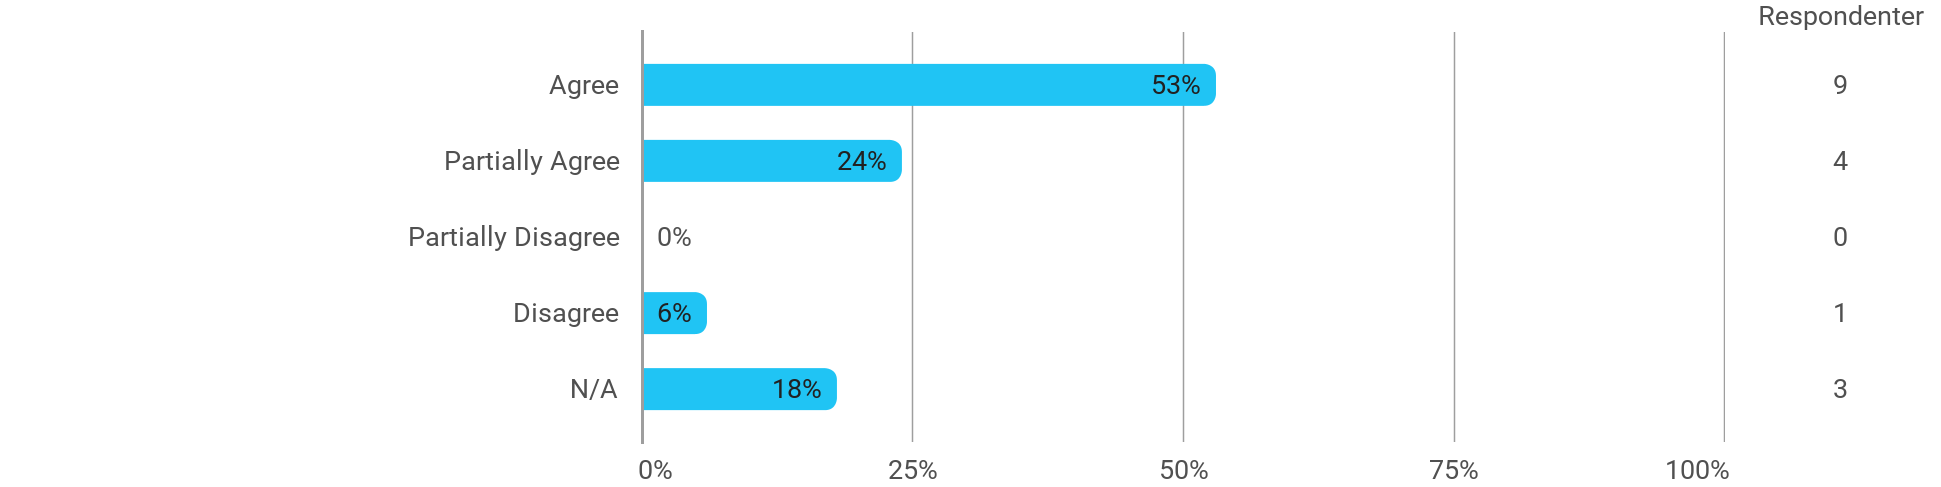 Respondenter
Agree 53% 9
Partially Agree 24% 4
Partially Disagree 0% 0
Disagree 6% 1
N/A 18% 3
0% 25% 50% 75% 100%